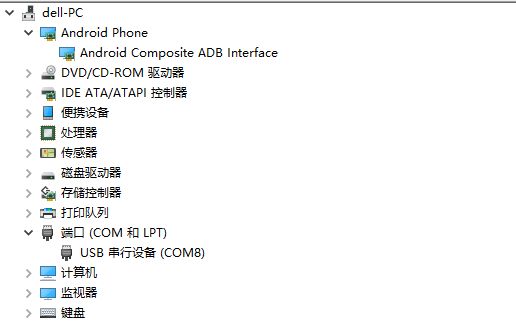 dell-PC
Android Phone
Android Composite ADB Interface
DVD/CD-ROM 驱动器
IDE ATA/ATAPI 控制器
便携设备
处理器
传感器
磁盘驱动器
存储控制器
打印队列
端口 (COM 和 LPT)
USB 串行设备 (COM8)
计算机
监视器
键盘